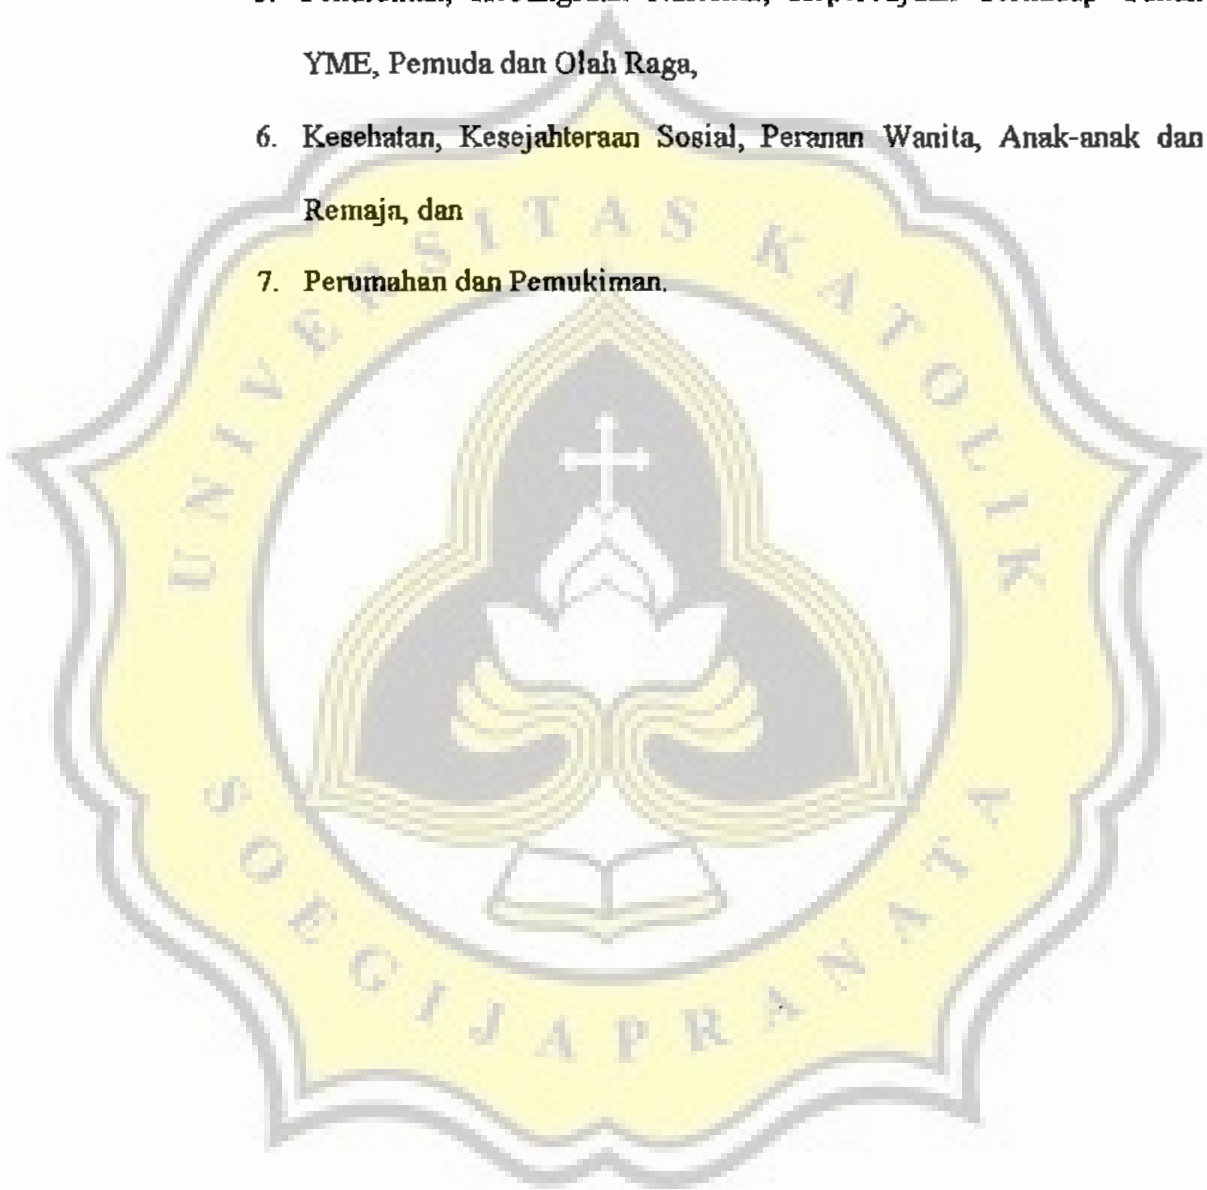 YME, Pemuda dan Olah Raga,
6. Kesehatan, Kesejahteraan Sosial, Peranan Wanita, Anak-anak dan
Remaja, dan
7. Perumahan dan Pemukiman.
UNIVERSITAS KATOLIK
SOEGIJAPRANATA